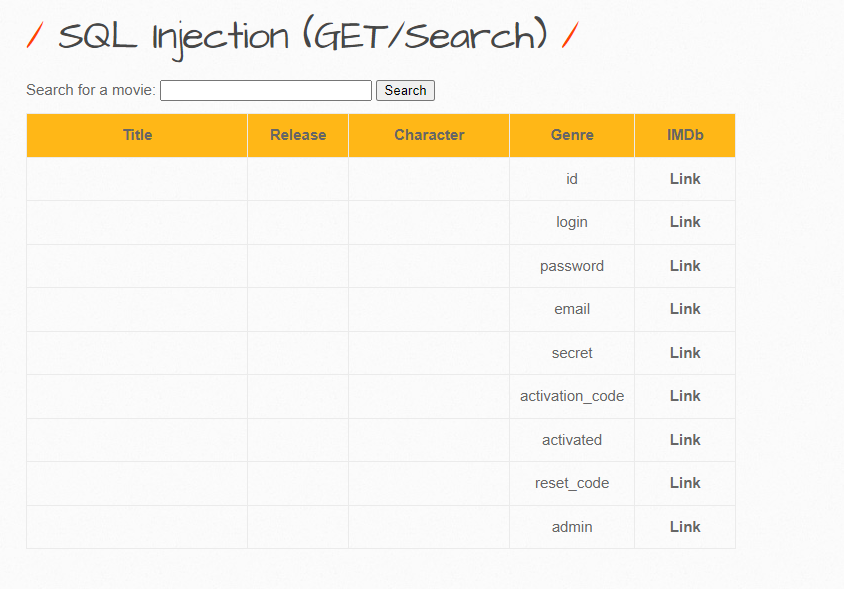 / SQL Injection (GET/Search) /
Search for a movie: Search
Title Release Character Genre IMDb
id Link
login Link
password Link
email Link
secret Link
activation_code Link
activated Link
reset_code Link
admin Link